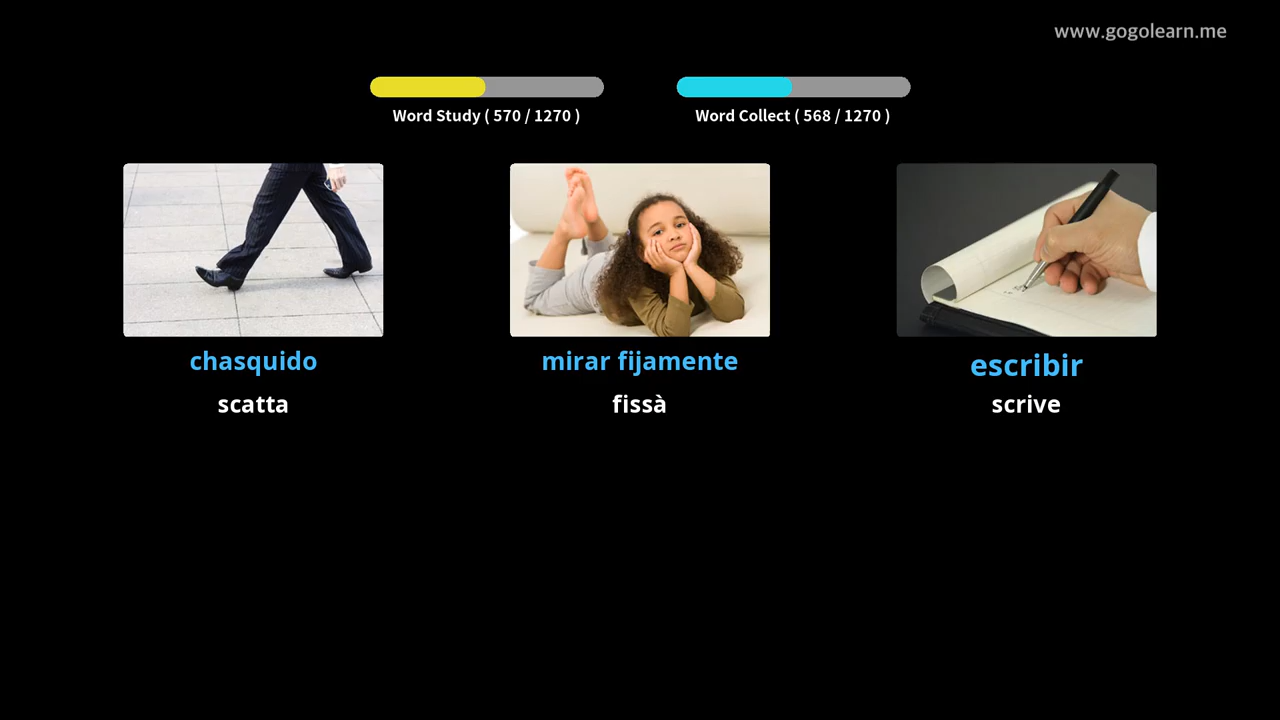 www.gogolearn.me
Word Study ( 570 / 1270 )
Word Collect ( 568 / 1270 )
chasquido
mirar fijamente
escribir
scatta
fissà
scrive